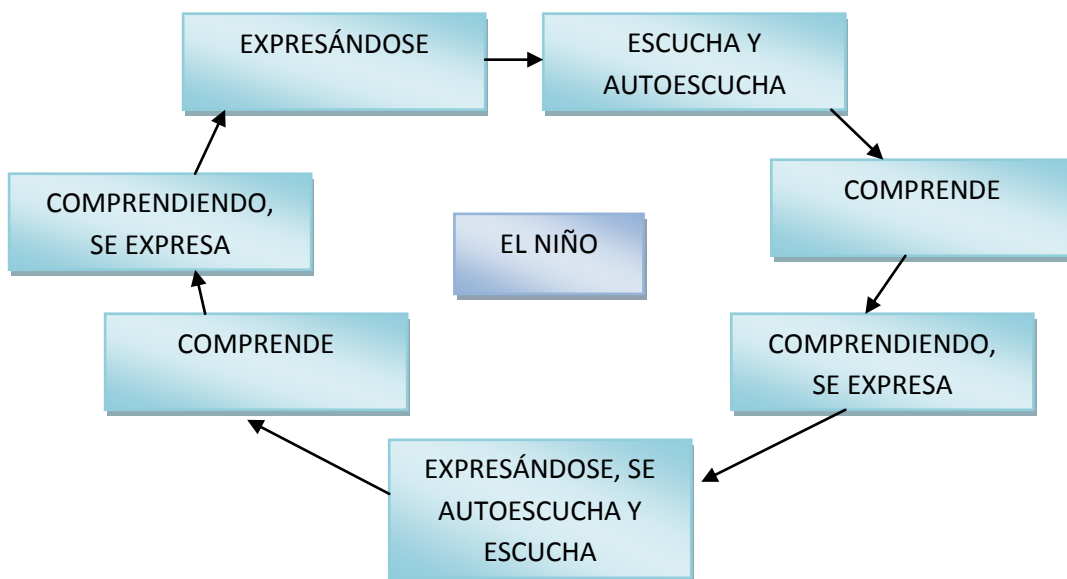 EXPRESÁNDOSE
ESCUCHA Y
AUTOESCUCHA
COMPRENDE
COMPRENDIENDO,
SE EXPRESA
EXPRESÁNDOSE, SE
AUTOESCUCHA Y
ESCUCHA
COMPRENDE
COMPRENDIENDO,
SE EXPRESA
EL NIÑO